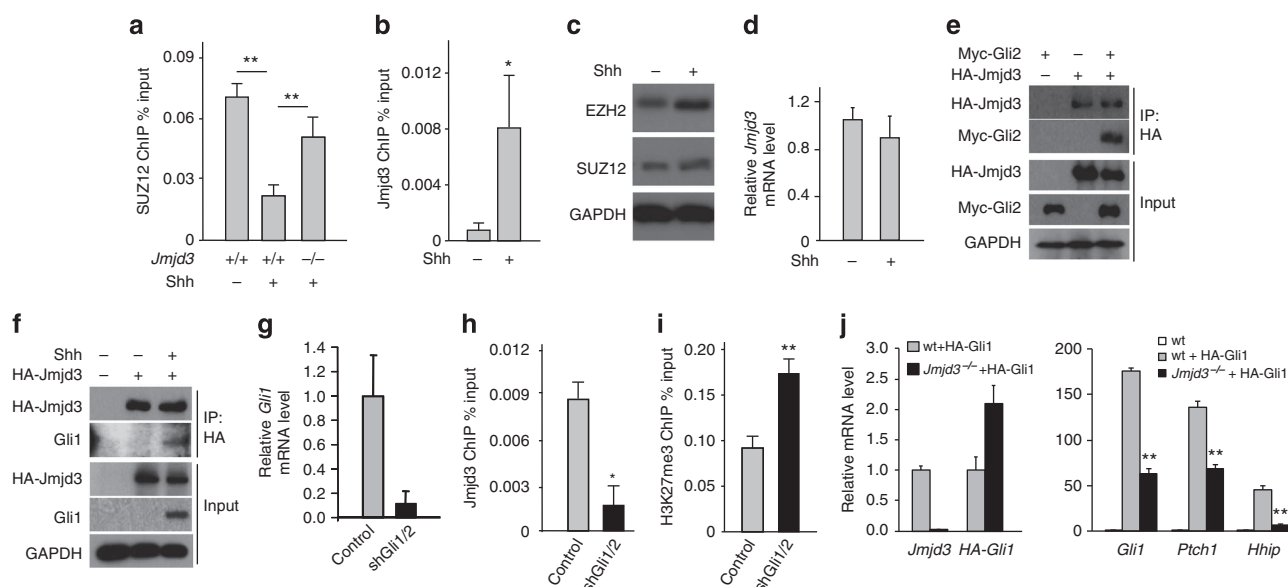 a
SUZ12 ChIP % input
0.09
0.06
0.03
0
** **
Jmjd3 +/+ +/+ –/–
Shh – + +
b
Jmjd3 ChIP % input
0.012
0.008
0.004
0
*
Shh – +
c
Shh – +
EZH2
SUZ12
GAPDH
d
Relative Jmjd3
mRNA level
1.2
0.8
0.4
0
Shh – +
e
Myc-Gli2 + – +
HA-Jmjd3 – + +
HA-Jmjd3
Myc-Gli2
IP:
HA
HA-Jmjd3
Myc-Gli2
GAPDH
Input
f
Shh – – +
HA-Jmjd3 – + +
HA-Jmjd3
Gli1
IP:
HA
HA-Jmjd3
Gli1
GAPDH
Input
g
Relative Gli1
mRNA level
1.4
1.2
1.0
0.8
0.6
0.4
0.2
0.0
Control
shGli1/2
h
Jmjd3 ChIP % input
0.012
0.009
0.006
0.003
0
*
Control
shGli1/2
i
H3K27me3 ChIP % input
0.20
0.15
0.10
0.05
0
**
Control
shGli1/2
j
wt+HA-Gli1
Jmjd3–/– +HA-Gli1
Relative mRNA level
3.0
2.5
2.0
1.5
1.0
0.5
0.0
Jmjd3 HA-Gli1
wt
wt + HA-Gli1
Jmjd3–/– + HA-Gli1
200
150
100
50
0
** ** **
Gli1 Ptch1 Hhip